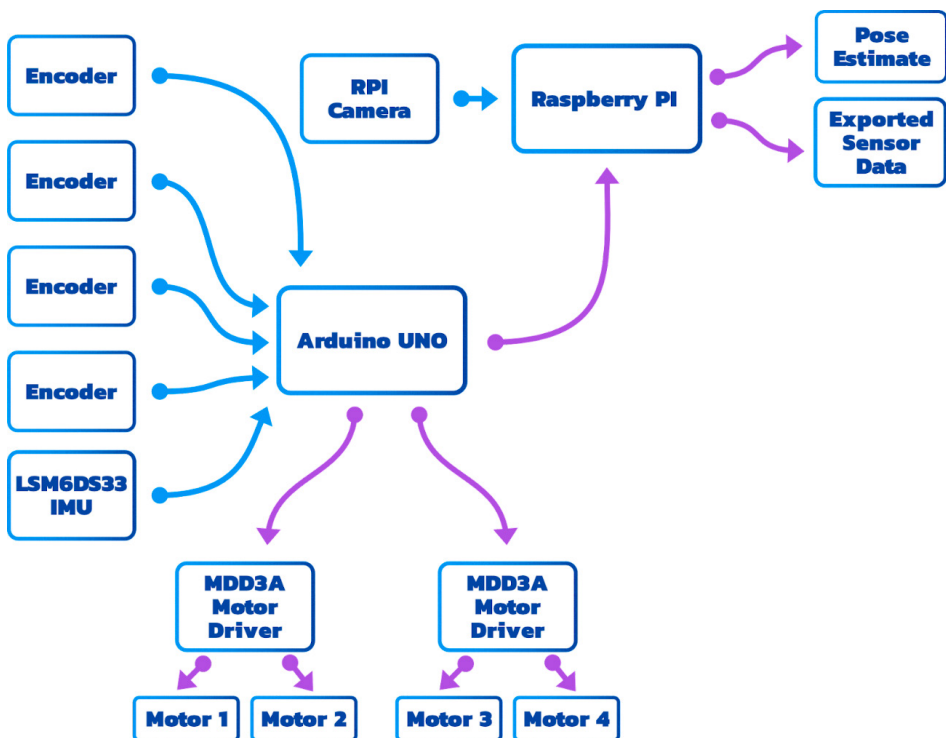 Encoder
Encoder
Encoder
Encoder
LSM6DS33
IMU
RPI
Camera
Raspberry PI
Pose
Estimate
Exported
Sensor
Data
Arduino UNO
MDD3A
Motor
Driver
MDD3A
Motor
Driver
Motor 1
Motor 2
Motor 3
Motor 4